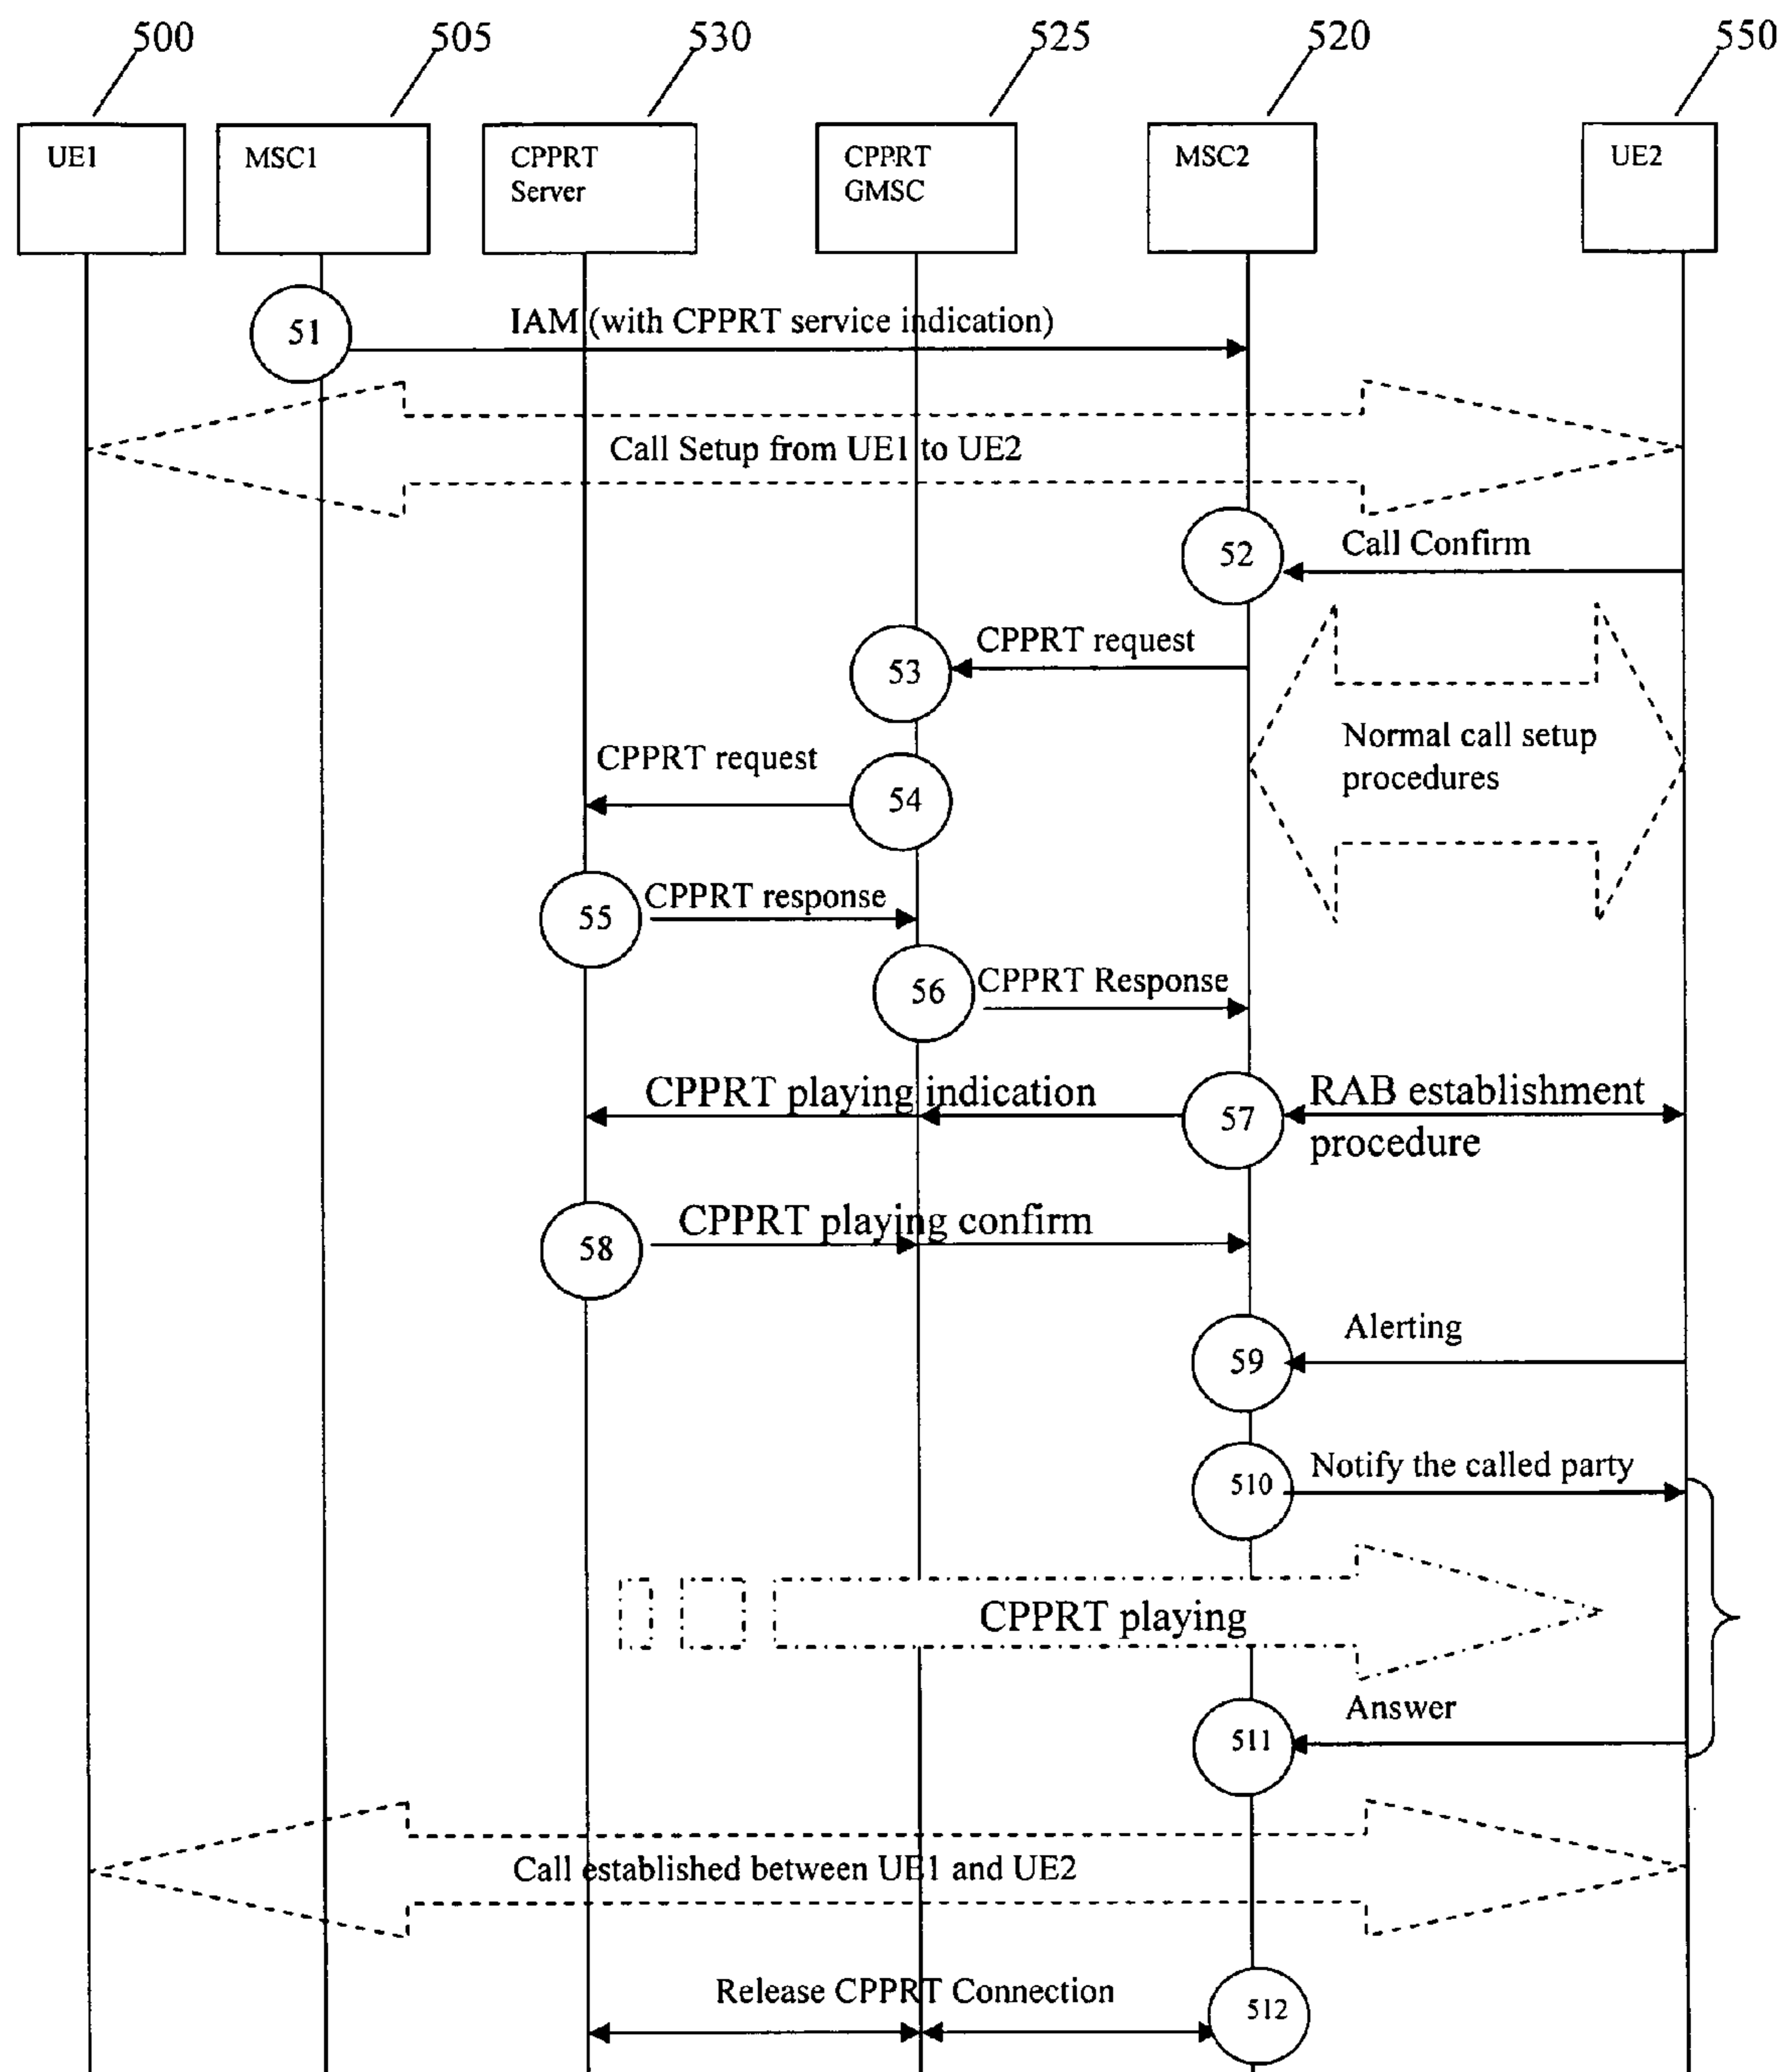 500
505
530
525
520
550
UE1
MSC1
CPPRT
Server
CPPRT
GMSC
MSC2
UE2
51
IAM (with CPPRT service indication)
Call Setup from UE1 to UE2
52
Call Confirm
53
CPPRT request
Normal call setup
procedures
CPPRT request
54
55
CPPRT response
56
CPPRT Response
CPPRT playing indication
57
RAB establishment
procedure
58
CPPRT playing confirm
59
Alerting
510
Notify the called party
CPPRT playing
511
Answer
Call established between UE1 and UE2
Release CPPRT Connection
512